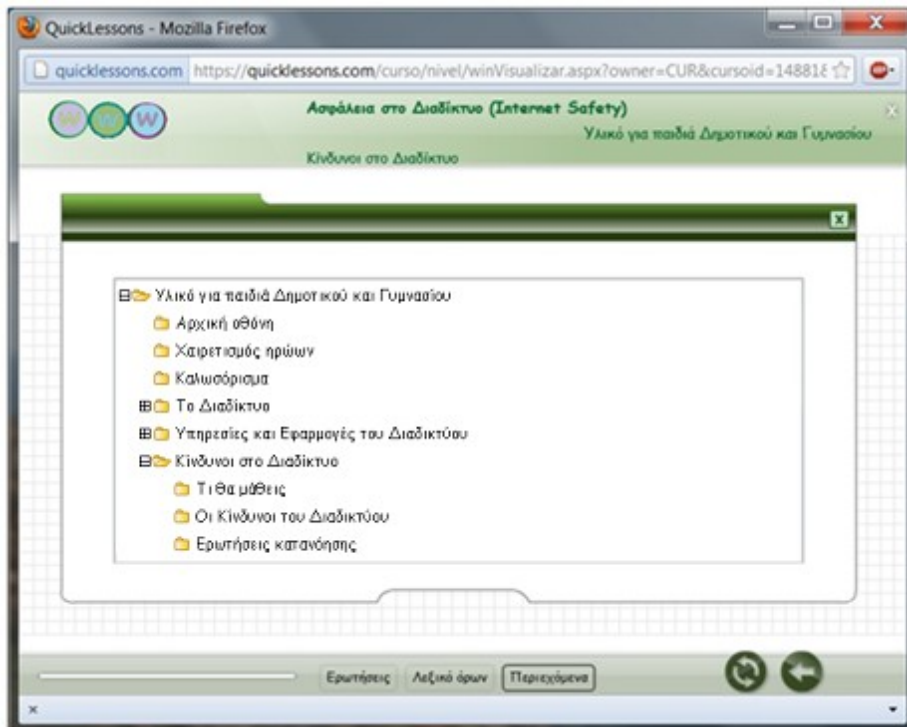 QuickLessons - Mozilla Firefox
quicklessons.com https://quicklessons.com/curso/nivel/winVisualizar.aspx?owner=CUR&cursoid=14881
WWW
Ασφάλεια στο Διαδίκτυο (Internet Safety)
Υλικό για παιδιά Δημοτικού και Γυμνασίου
Κίνδυνοι στο Διαδίκτυο
Υλικό για παιδιά Δημοτικού και Γυμνασίου
Αρχική οθόνη
Χαιρετισμός ηρώων
Καλωσόρισμα
Το Διαδίκτυο
Υπηρεσίες και Εφαρμογές του Διαδικτύου
Κίνδυνοι στο Διαδίκτυο
Τι θα μάθεις
Οι Κίνδυνοι του Διαδικτύου
Ερωτήσεις κατανόησης
Ερωτήσεις Λεξικό όρων Περιεχόμενα